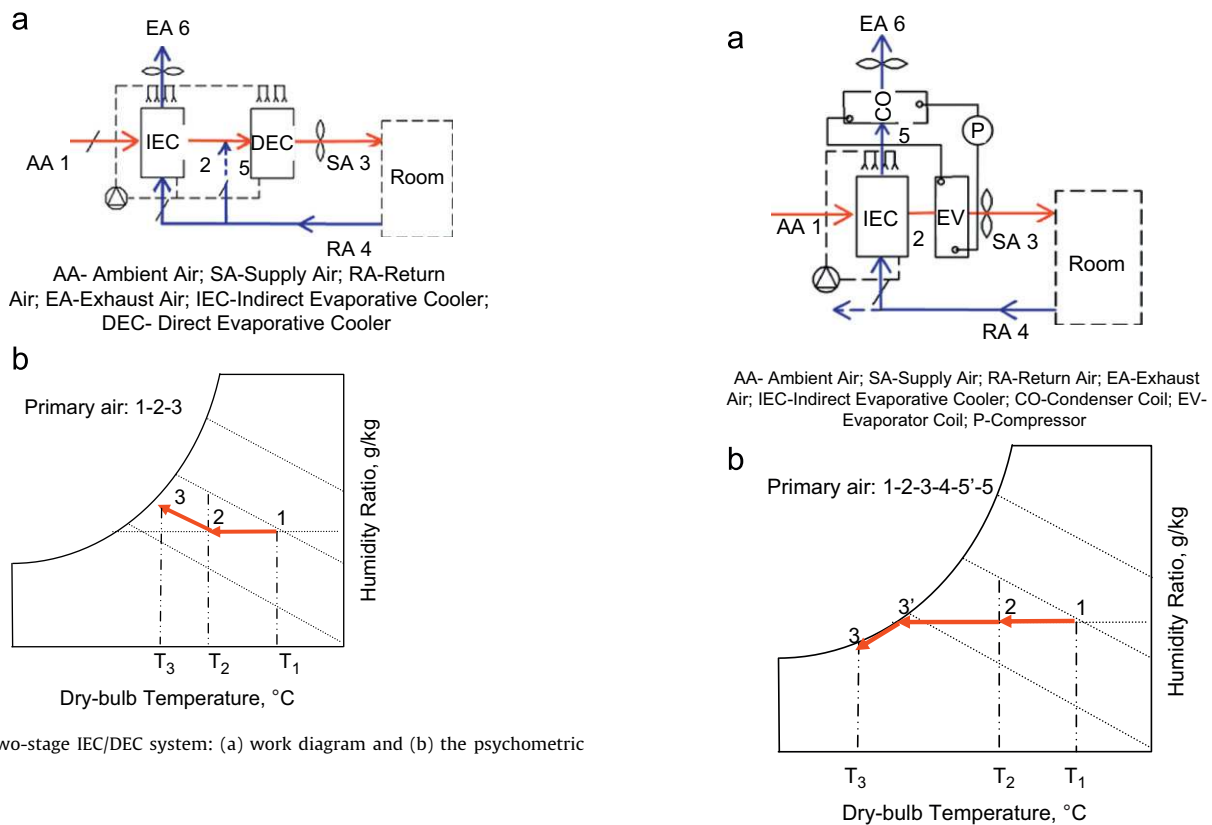 a
EA 6
IEC
DEC
AA 1
2
5
SA 3
Room
RA 4
AA- Ambient Air; SA-Supply Air; RA-Return
Air; EA-Exhaust Air; IEC-Indirect Evaporative Cooler;
DEC- Direct Evaporative Cooler
b
Primary air: 1-2-3
3
2
1
Humidity Ratio, g/kg
T3
T2
T1
Dry-bulb Temperature, °C
wo-stage IEC/DEC system: (a) work diagram and (b) the psychometric
a
EA 6
CO
P
5
IEC
EV
AA 1
2
SA 3
Room
RA 4
AA- Ambient Air; SA-Supply Air; RA-Return Air; EA-Exhaust
Air; IEC-Indirect Evaporative Cooler; CO-Condenser Coil; EV-
Evaporator Coil; P-Compressor
b
Primary air: 1-2-3-4-5'-5
3'
2
1
3
Humidity Ratio, g/kg
T3
T2
T1
Dry-bulb Temperature, °C